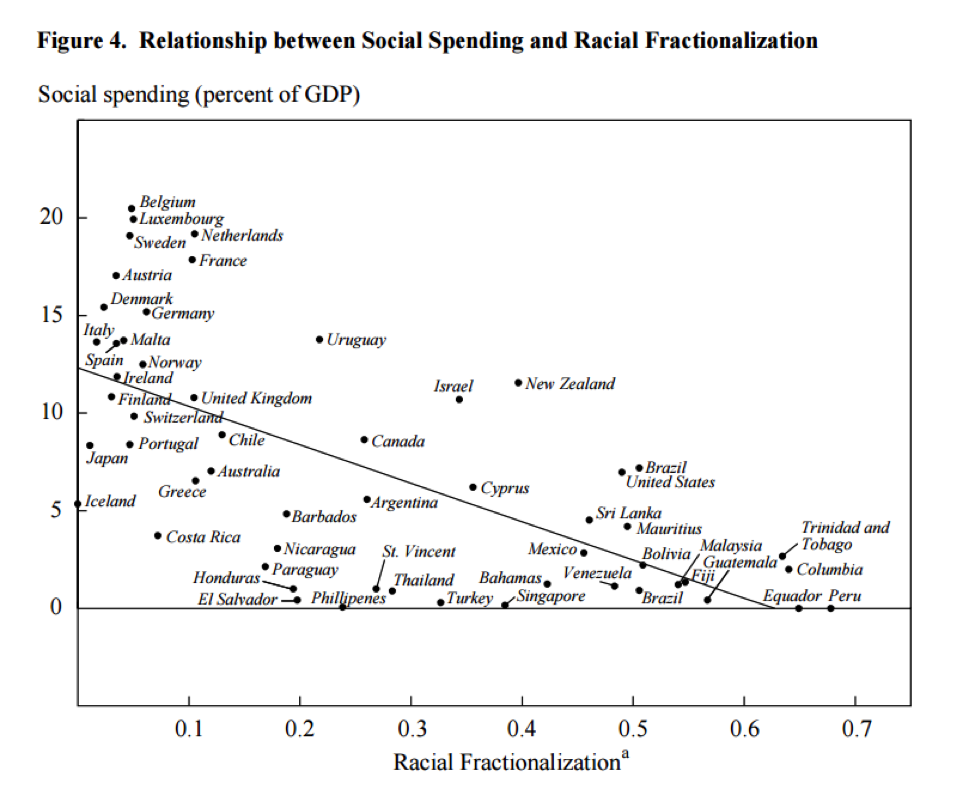 Figure 4. Relationship between Social Spending and Racial Fractionalization
Social spending (percent of GDP)
20
15
10
5
0
Belgium
Luxembourg
Sweden
Netherlands
France
Austria
Denmark
Germany
Italy
Malta
Spain
Norway
Ireland
Finland
United Kingdom
Switzerland
Uruguay
Israel
New Zealand
Japan
Portugal
Chile
Canada
Australia
Greece
Iceland
Costa Rica
Barbados
Argentina
Cyprus
Brazil
United States
Sri Lanka
Mauritius
Nicaragua
Paraguay
Honduras
El Salvador
St. Vincent
Thailand
Phillipenes
Turkey
Mexico
Bahamas
Singapore
Venezuela
Bolivia
Brazil
Malaysia
Guatemala
Fiji
Trinidad and
Tobago
Columbia
Equador
Peru
0.1
0.2
0.3
0.4
0.5
0.6
0.7
Racial Fractionalization a